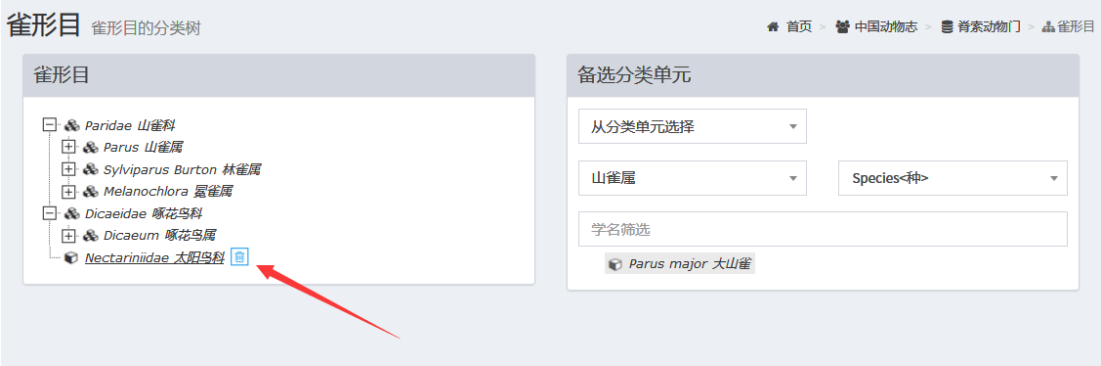 雀形目 雀形目的分类树
首页 > 中国动物志 > 脊索动物门 > 雀形目
雀形目
Paridae 山雀科
Parus 山雀属
Sylviparus Burton 林雀属
Melanochlora 冕雀属
Dicaeidae 啄花鸟科
Dicaeum 啄花鸟属
Nectariniidae 太阳鸟科
备选分类单元
从分类单元选择
山雀属
Species<种>
学名筛选
Parus major 大山雀